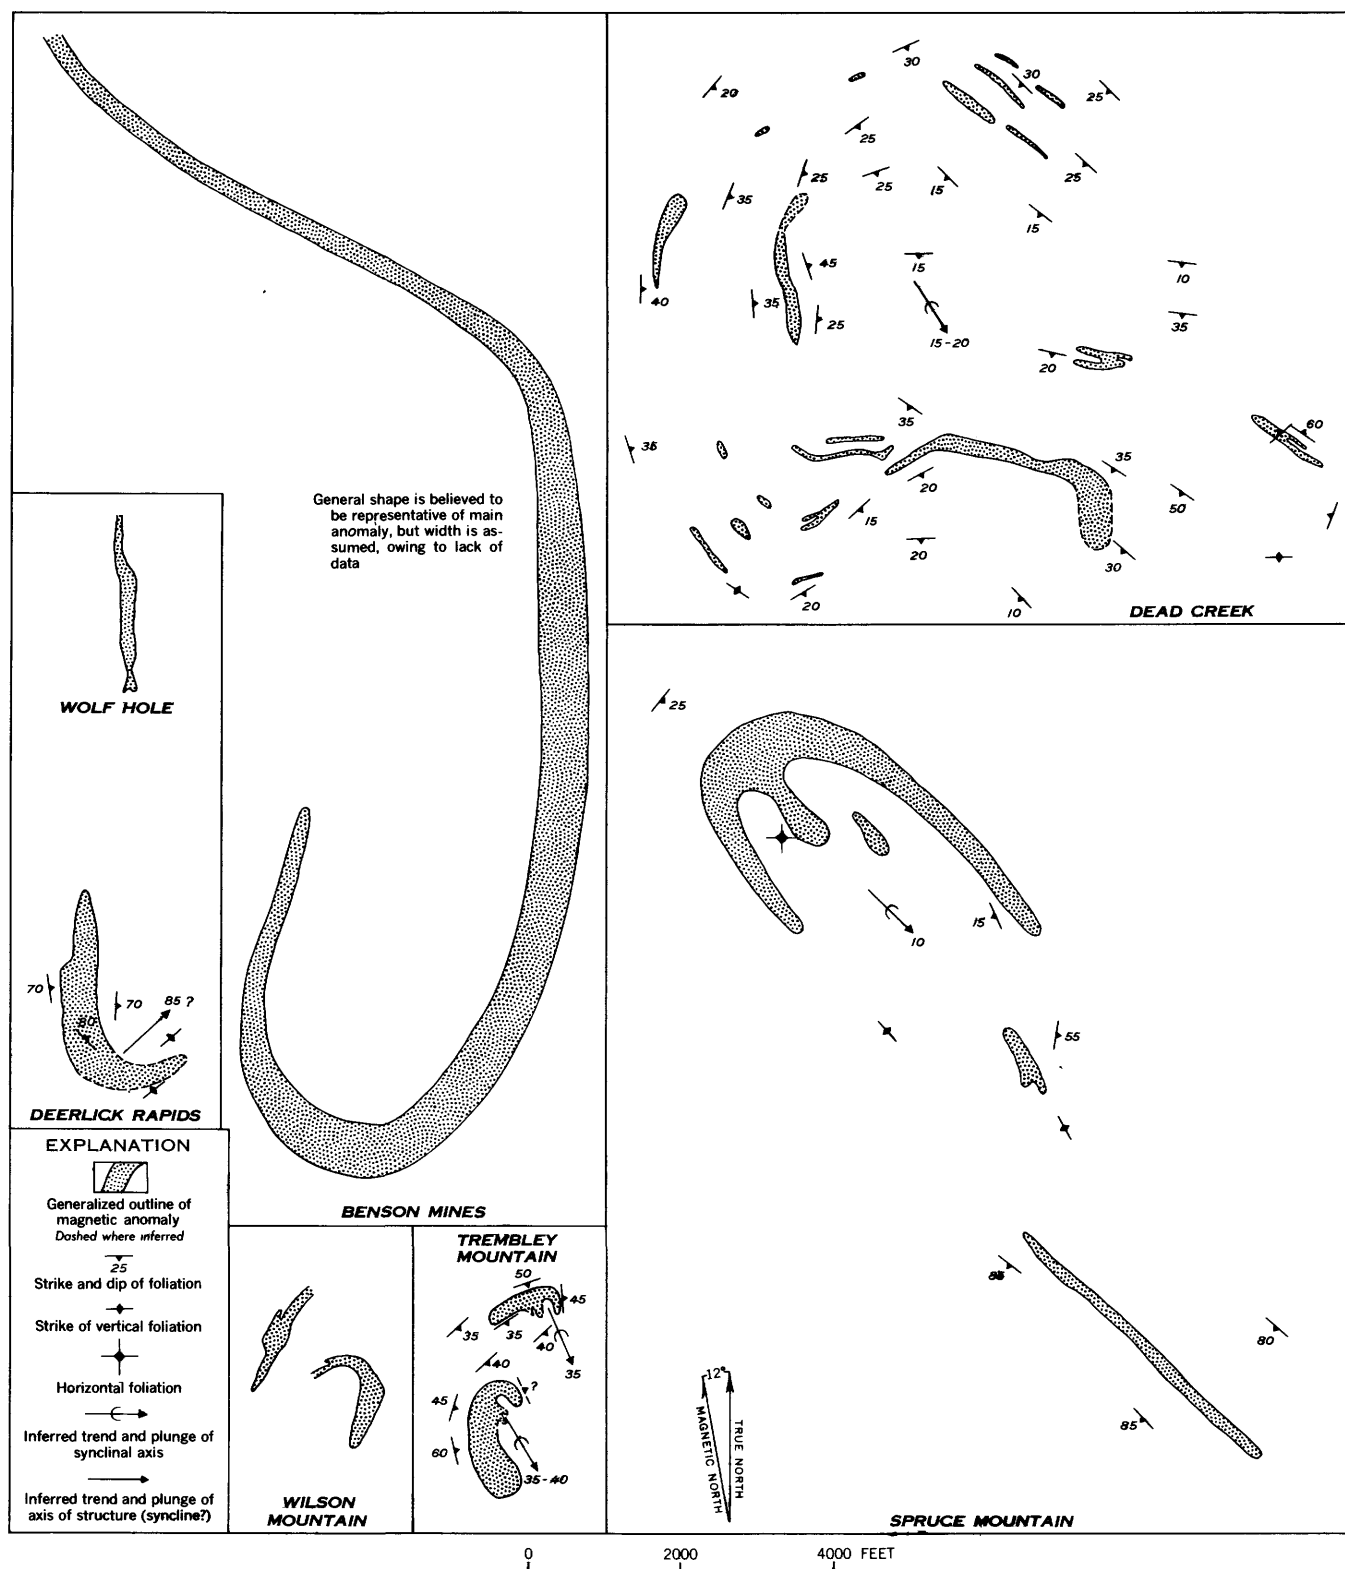 30
30
20
25
25
25
25
15
25
35
15
45
15
10
40
35
25
15-20
35
20
35
60
35
35
20
50
15
20
30
20
10
DEAD CREEK
General shape is believed to
be representative of main
anomaly, but width is as-
sumed, owing to lack of
data
WOLF HOLE
70
70
85 ?
80
DEERLICK RAPIDS
BENSON MINES
EXPLANATION
Generalized outline of
magnetic anomaly
Dashed where inferred
25
Strike and dip of foliation
Strike of vertical foliation
Horizontal foliation
Inferred trend and plunge of
synclinal axis
Inferred trend and plunge of
axis of structure (syncline?)
WILSON
MOUNTAIN
TREMBLEY
MOUNTAIN
50
45
35
35
40
35
40
?
45
60
35-40
25
15
10
55
80
85
12°
MAGNETIC NORTH
TRUE NORTH
SPRUCE MOUNTAIN
0
2000
4000 FEET